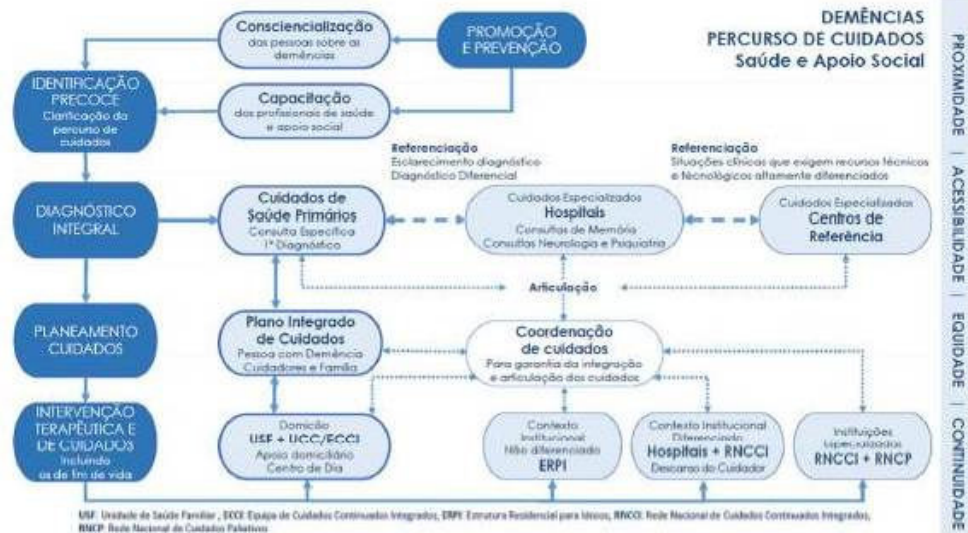 DEMÊNCIAS
PERCURSO DE CUIDADOS
Saúde e Apoio Social
PROMOÇÃO
E PREVENÇÃO
Consciencialização
das pessoas sobre as
demências
Capacitação
dos profissionais de saúde
e apoio social
IDENTIFICAÇÃO
PRECOCE
Clarificação do
percurso de
cuidados
Referenciação
Esclarecimento diagnóstico
Diagnóstico Diferencial
Referenciação
Situações clínicas que exigem recursos técnicos
e tecnológicos altamente diferenciados
DIAGNÓSTICO
INTEGRAL
Cuidados de
Saúde Primários
Consulta Específica
1º Diagnóstico
Cuidados Especializados
Hospitais
Consultas de Memória
Consultas Neurologia e Psiquiatria
Cuidados Especializados
Centros de
Referência
Articulação
PLANEAMENTO
CUIDADOS
Plano Integrado
de Cuidados
Pessoa com Demência
Cuidadores e Família
Coordenação
de cuidados
Para garantia da integração
e articulação dos cuidados
INTERVENÇÃO
TERAPÊUTICA E
DE CUIDADOS
Incluindo
os de fim de vida
Domicílio
USF + UCC/ECCI
Apoio domiciliário
Centro de Dia
Contexto
Institucional
Não diferenciado
ERPI
Contexto Institucional
Diferenciado
Hospitais + RNCCI
Descanso do Cuidador
Instituições
Especializadas
RNCCI + RNCP
USF: Unidade de Saúde Familiar, ECCI: Equipa de Cuidados Continuados Integrados, ERPI: Estrutura Residencial para Idosos, RNCCI: Rede Nacional de Cuidados Continuados Integrados,
RNCP: Rede Nacional de Cuidados Paliativos
PROXIMIDADE | ACESSIBILIDADE | EQUIDADE | CONTINUIDADE